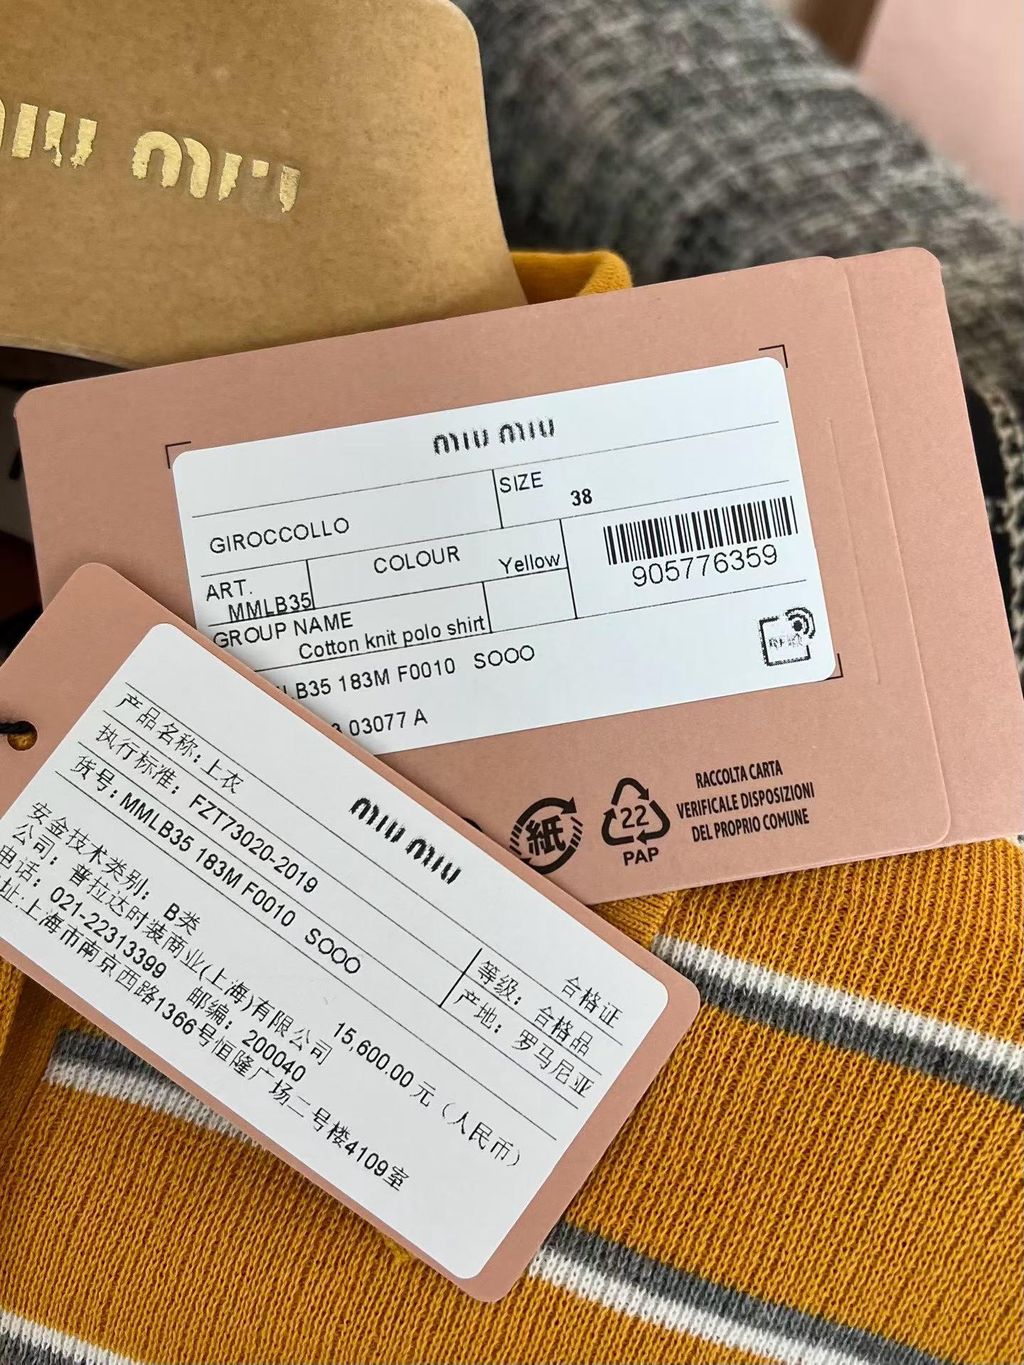 miu miu
miu miu
SIZE
38
GIROCCOLLO
ART.
MMLB35
COLOUR
Yellow
905776359
GROUP NAME
Cotton knit polo shirt
LB35 183M F0010 SOOO
03077 A
RFID
紙
22
PAP
RACCOLTA CARTA
VERIFICALE DISPOSIZIONI
DEL PROPRIO COMUNE
miu miu
产品名称:上衣
执行标准: FZT73020-2019
货号: MMLB35 183M F0010 SOOO
合格证
等级: 合格品
产地: 罗马尼亚
安金技术类别: B类
15,600.00 元（人民币）
公司: 普拉达时装商业(上海)有限公司
电话: 021-22313399 邮编: 200040
址:上海市南京西路1366号恒隆广场二号楼4109室